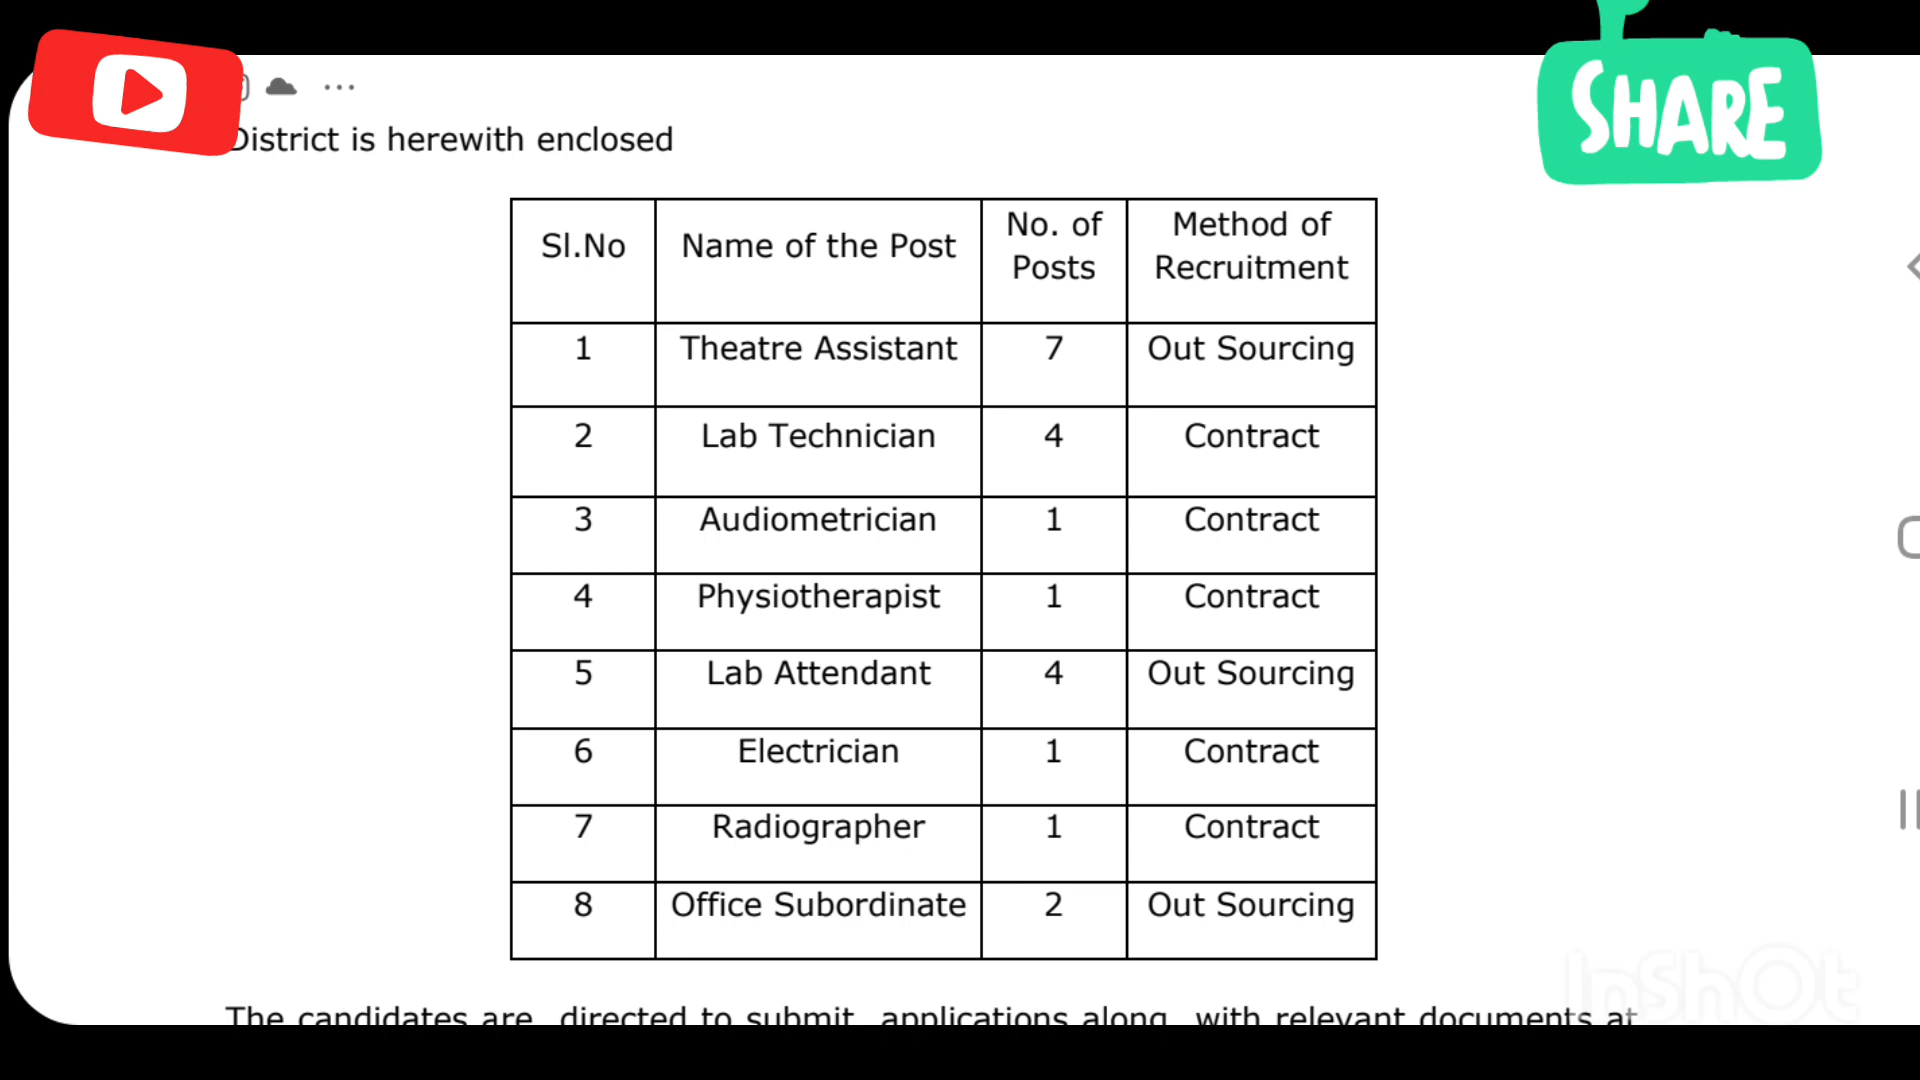 SHARE
District is herewith enclosed
Sl.No Name of the Post No. of Posts Method of Recruitment
1 Theatre Assistant 7 Out Sourcing
2 Lab Technician 4 Contract
3 Audiometrician 1 Contract
4 Physiotherapist 1 Contract
5 Lab Attendant 4 Out Sourcing
6 Electrician 1 Contract
7 Radiographer 1 Contract
8 Office Subordinate 2 Out Sourcing
The candidates are directed to submit applications along with relevant documents at
InShOt